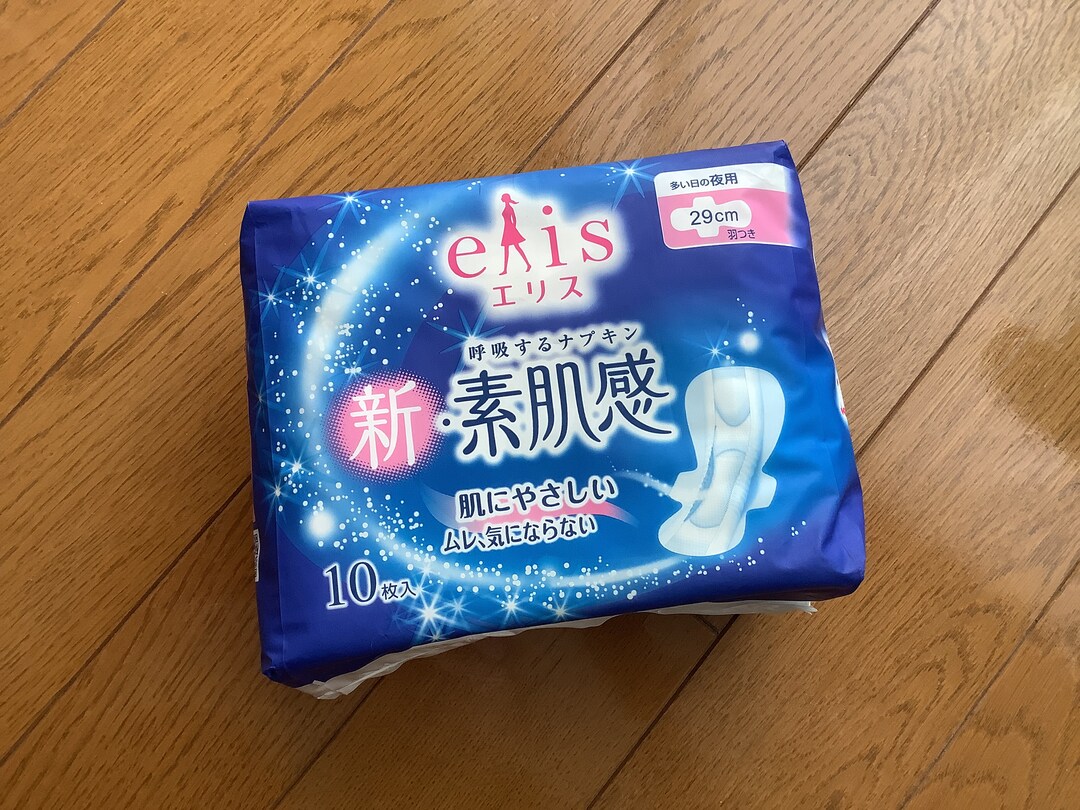 多い日の夜用
29cm
羽つき
elis
エリス
呼吸するナプキン
新・素肌感
肌にやさしい
ムレ、気にならない
10枚入